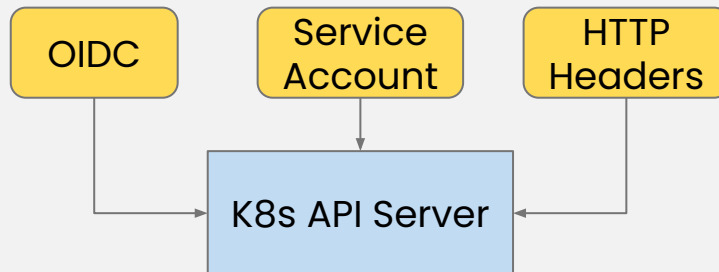 OIDC
Service
Account
HTTP
Headers
K8s API Server